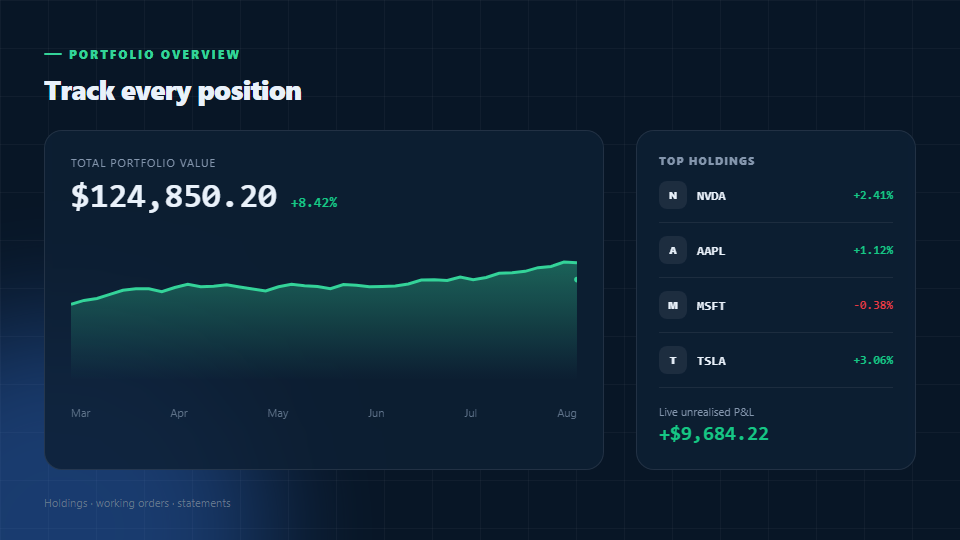 PORTFOLIO OVERVIEW
Track every position
TOTAL PORTFOLIO VALUE
$124,850.20 +8.42%
Mar Apr May Jun Jul Aug
TOP HOLDINGS
N NVDA +2.41%
A AAPL +1.12%
M MSFT -0.38%
T TSLA +3.06%
Live unrealised P&L
+$9,684.22
Holdings · working orders · statements